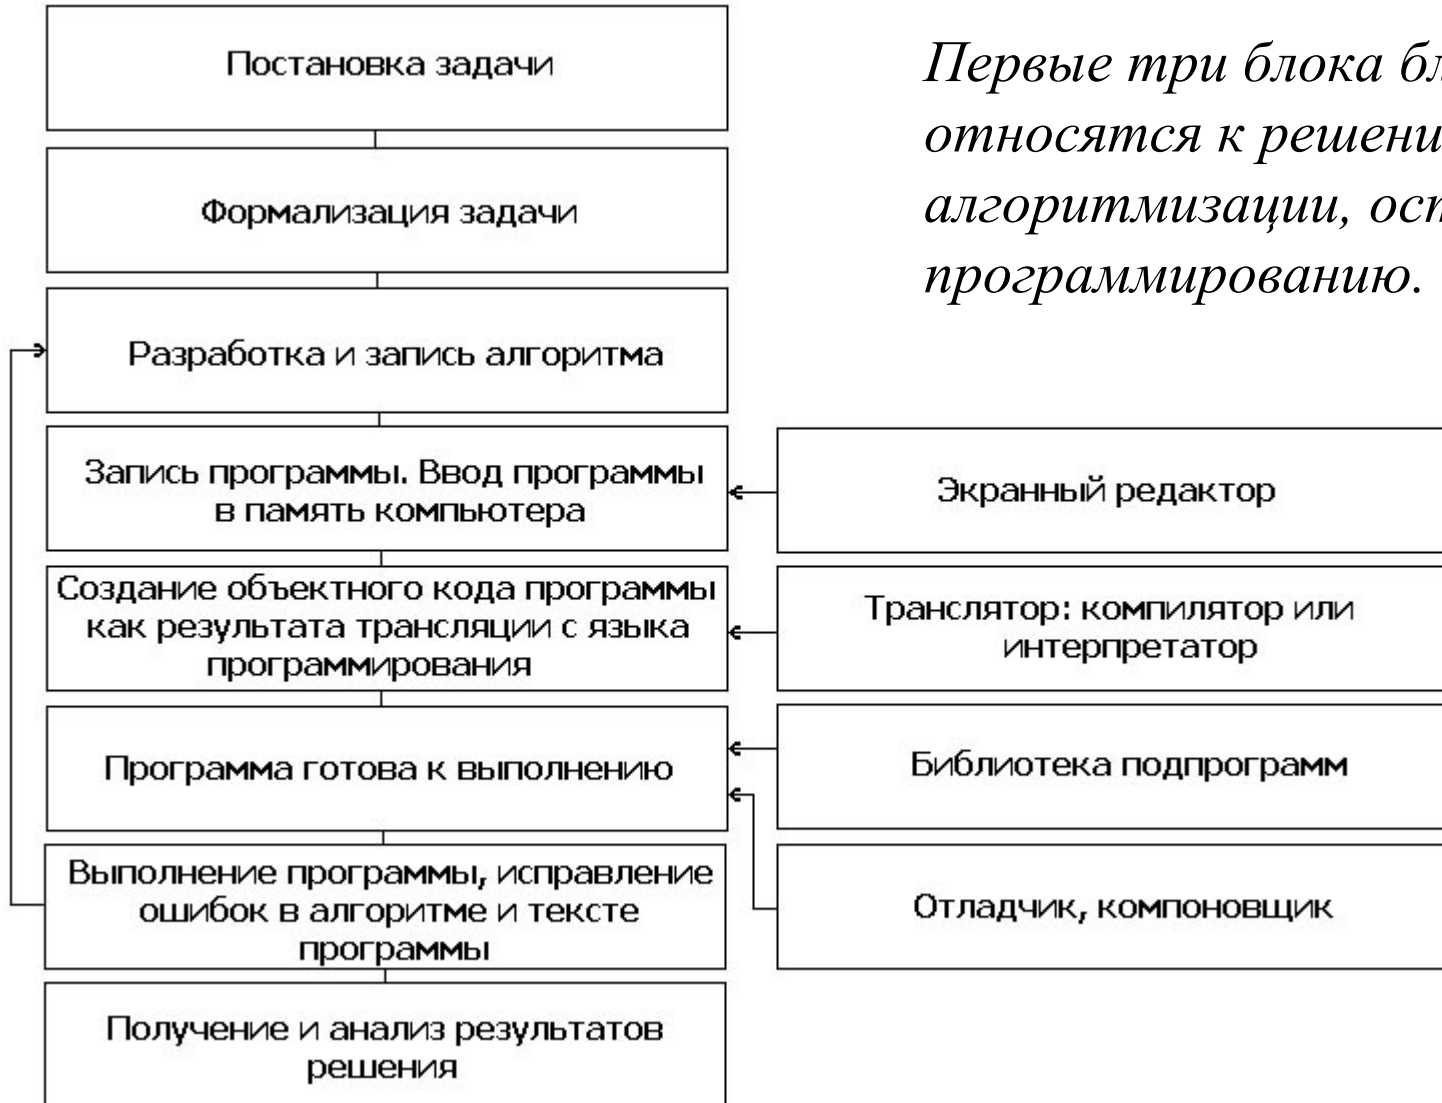 Постановка задачи
Формализация задачи
Разработка и запись алгоритма
Запись программы. Ввод программы
в память компьютера
Создание объектного кода программы
как результата трансляции с языка
программирования
Программа готова к выполнению
Выполнение программы, исправление
ошибок в алгоритме и тексте
программы
Получение и анализ результатов
решения
Первые три блока
относятся к
алгоритмизации,
программированию.
Экранный редактор
Транслятор: компилятор или
интерпретатор
Библиотека подпрограмм
Отладчик, компоновщик